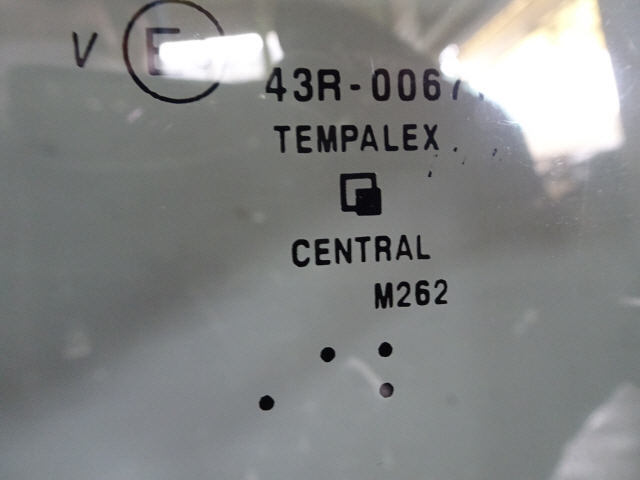 V E
43R-0067
TEMPALEX
CENTRAL
M262